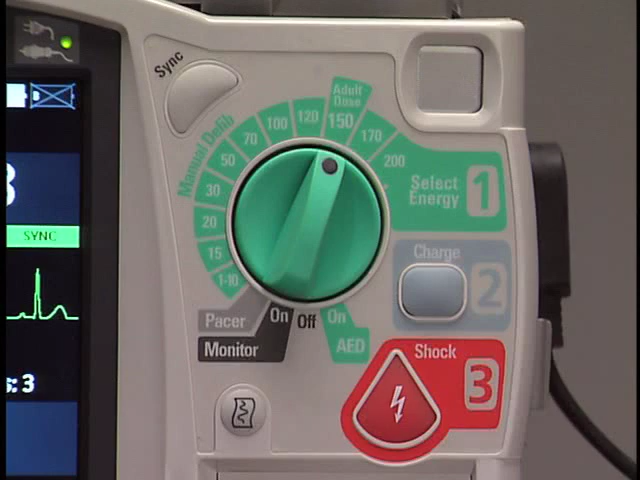 Sync
Adult
Dose
Manual Defib
1-10
15
20
30
50
70
100
120
150
170
200
Select
Energy
1
SYNC
Charge
2
Pacer
Monitor
On
Off
On
AED
Shock
3
: 3